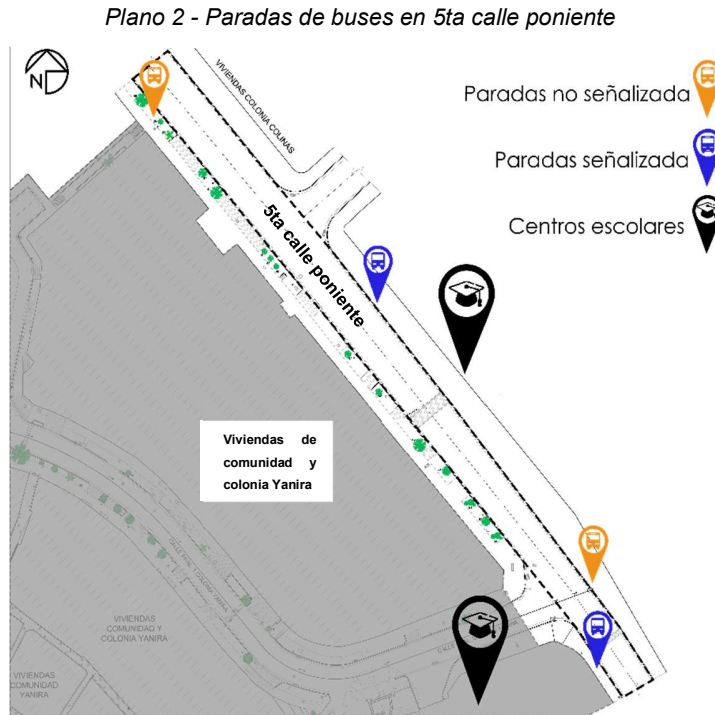 Plano 2 - Paradas de buses en 5ta calle poniente
N
VIVIENDAS COLONIA COLINAS
Paradas no señalizada
Paradas señalizada
Centros escolares
5ta calle poniente
Viviendas de
comunidad y
colonia Yanira
VIVIENDAS
COMUNIDAD Y
COLONIA YANIRA
VIVIENDAS
COMUNIDAD
YANIRA